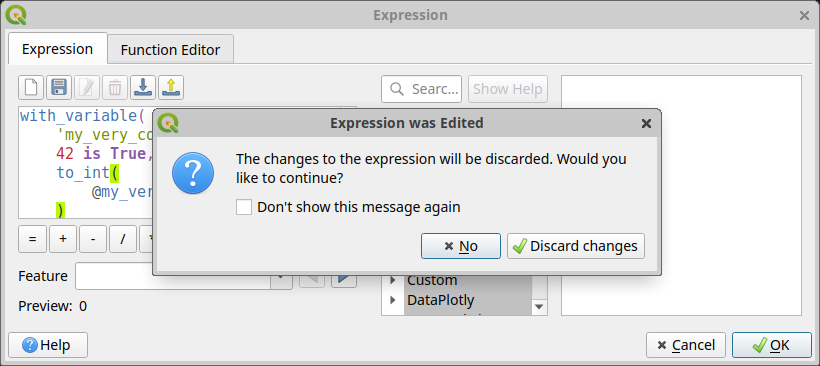 Expression
Expression
Function Editor
Searc...
Show Help
with_variable(
'my_very_co
42 is True,
to_int(
@my_ver
)
= + - /
Feature
Preview: 0
Custom
DataPlotly
Expression was Edited
The changes to the expression will be discarded. Would you
like to continue?
Don't show this message again
No
Discard changes
Help
Cancel
OK